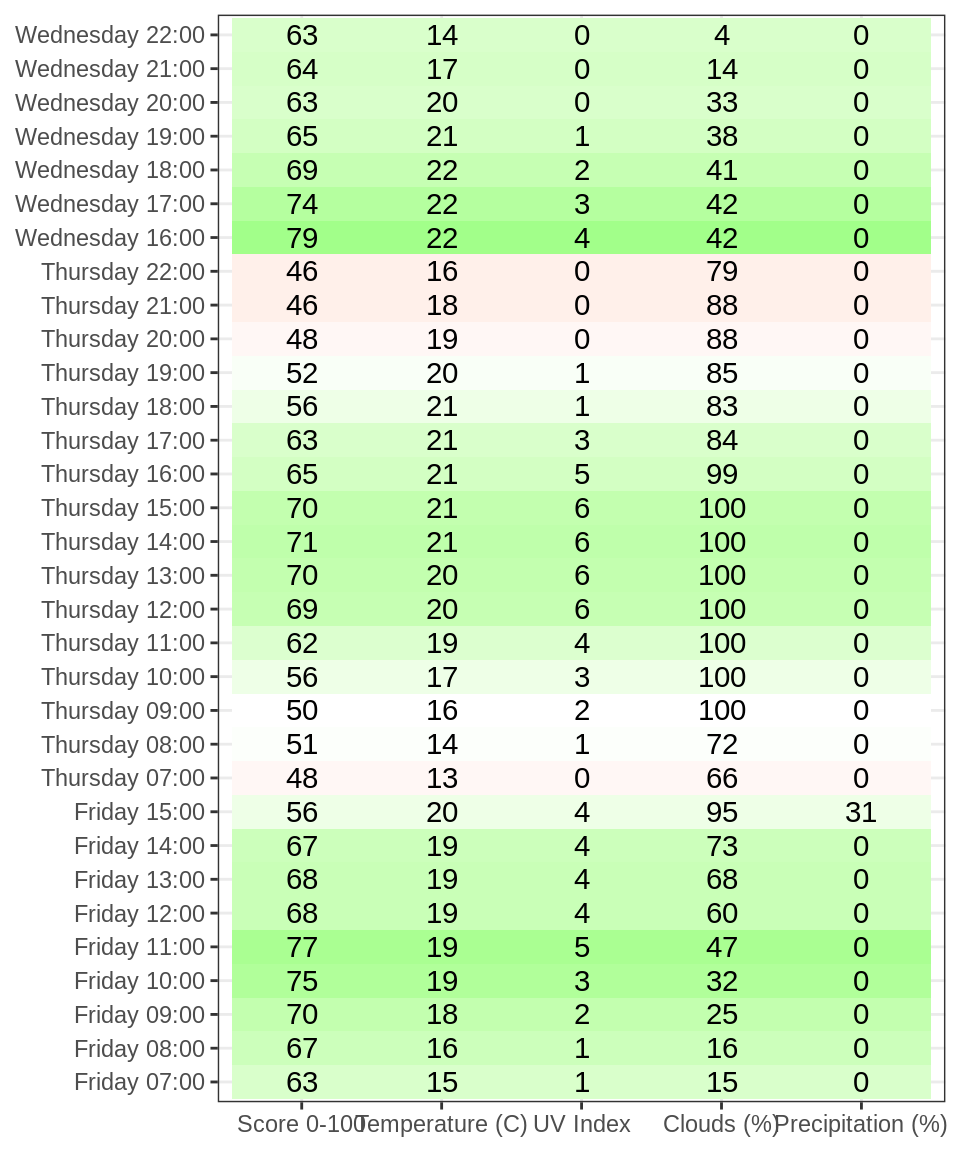 Wednesday 22:00 63 14 0 4 0
Wednesday 21:00 64 17 0 14 0
Wednesday 20:00 63 20 0 33 0
Wednesday 19:00 65 21 1 38 0
Wednesday 18:00 69 22 2 41 0
Wednesday 17:00 74 22 3 42 0
Wednesday 16:00 79 22 4 42 0
Thursday 22:00 46 16 0 79 0
Thursday 21:00 46 18 0 88 0
Thursday 20:00 48 19 0 88 0
Thursday 19:00 52 20 1 85 0
Thursday 18:00 56 21 1 83 0
Thursday 17:00 63 21 3 84 0
Thursday 16:00 65 21 5 99 0
Thursday 15:00 70 21 6 100 0
Thursday 14:00 71 21 6 100 0
Thursday 13:00 70 20 6 100 0
Thursday 12:00 69 20 6 100 0
Thursday 11:00 62 19 4 100 0
Thursday 10:00 56 17 3 100 0
Thursday 09:00 50 16 2 100 0
Thursday 08:00 51 14 1 72 0
Thursday 07:00 48 13 0 66 0
Friday 15:00 56 20 4 95 31
Friday 14:00 67 19 4 73 0
Friday 13:00 68 19 4 68 0
Friday 12:00 68 19 4 60 0
Friday 11:00 77 19 5 47 0
Friday 10:00 75 19 3 32 0
Friday 09:00 70 18 2 25 0
Friday 08:00 67 16 1 16 0
Friday 07:00 63 15 1 15 0
Score 0-100 Temperature (C) UV Index Clouds (%) Precipitation (%)